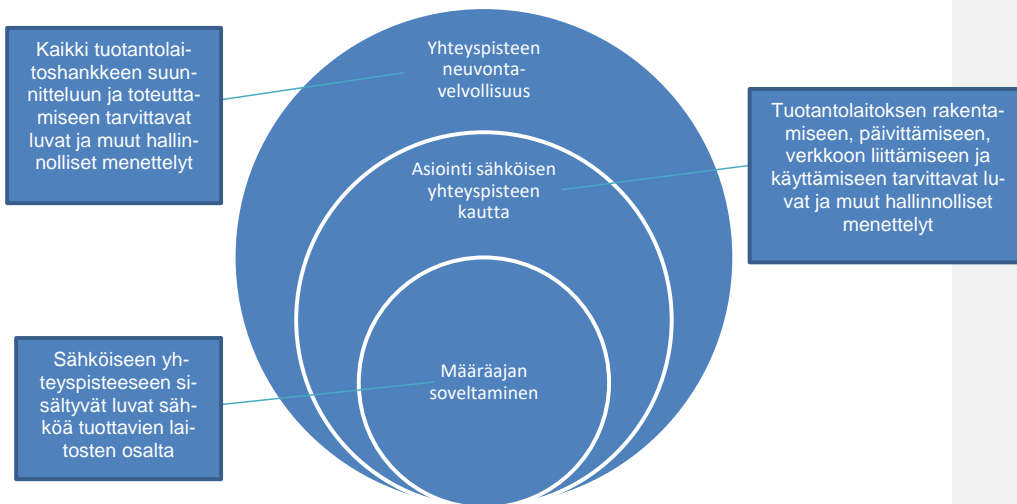 Kaikki tuotantolai-
toshankkeen suun-
nitteluun ja toteutta-
miseen tarvittavat
luvat ja muut hallin-
nolliset menettelyt
Yhteyspisteen
neuvonta-
velvollisuus
Tuotantolaitoksen rakenta-
miseen, päivittämiseen,
verkkoon liittämiseen ja
käyttämiseen tarvittavat lu-
vat ja muut hallinnolliset
menettelyt
Asiointi sähköisen
yhteyspisteen
kautta
Sähköiseen yh-
teyspisteeseen si-
sältyvät luvat säh-
köä tuottavien lai-
tosten osalta
Määräajan
soveltaminen